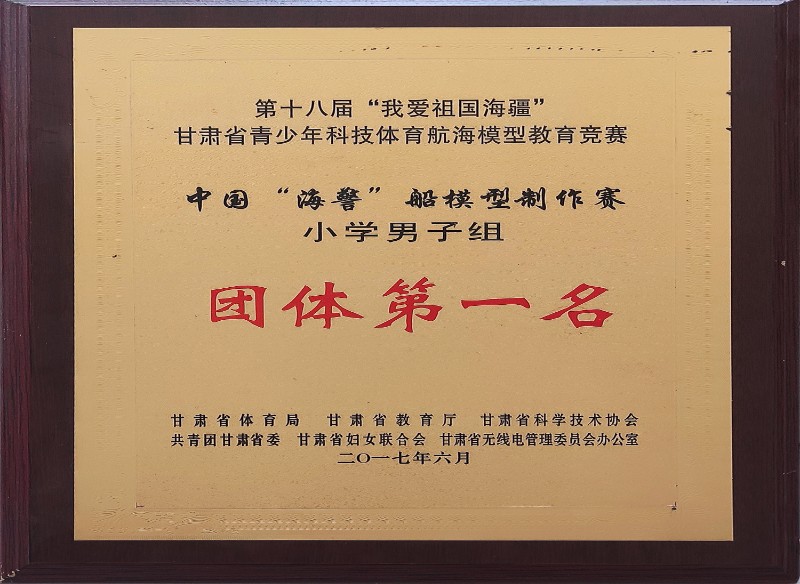 第十八届“我爱祖国海疆”
甘肃省青少年科技体育航海模型教育竞赛
中国“海警”船模型制作赛
小学男子组
团体第一名
甘肃省体育局 甘肃省教育厅 甘肃省科学技术协会
共青团甘肃省委 甘肃省妇女联合会 甘肃省无线电管理委员会办公室
二〇一七年六月